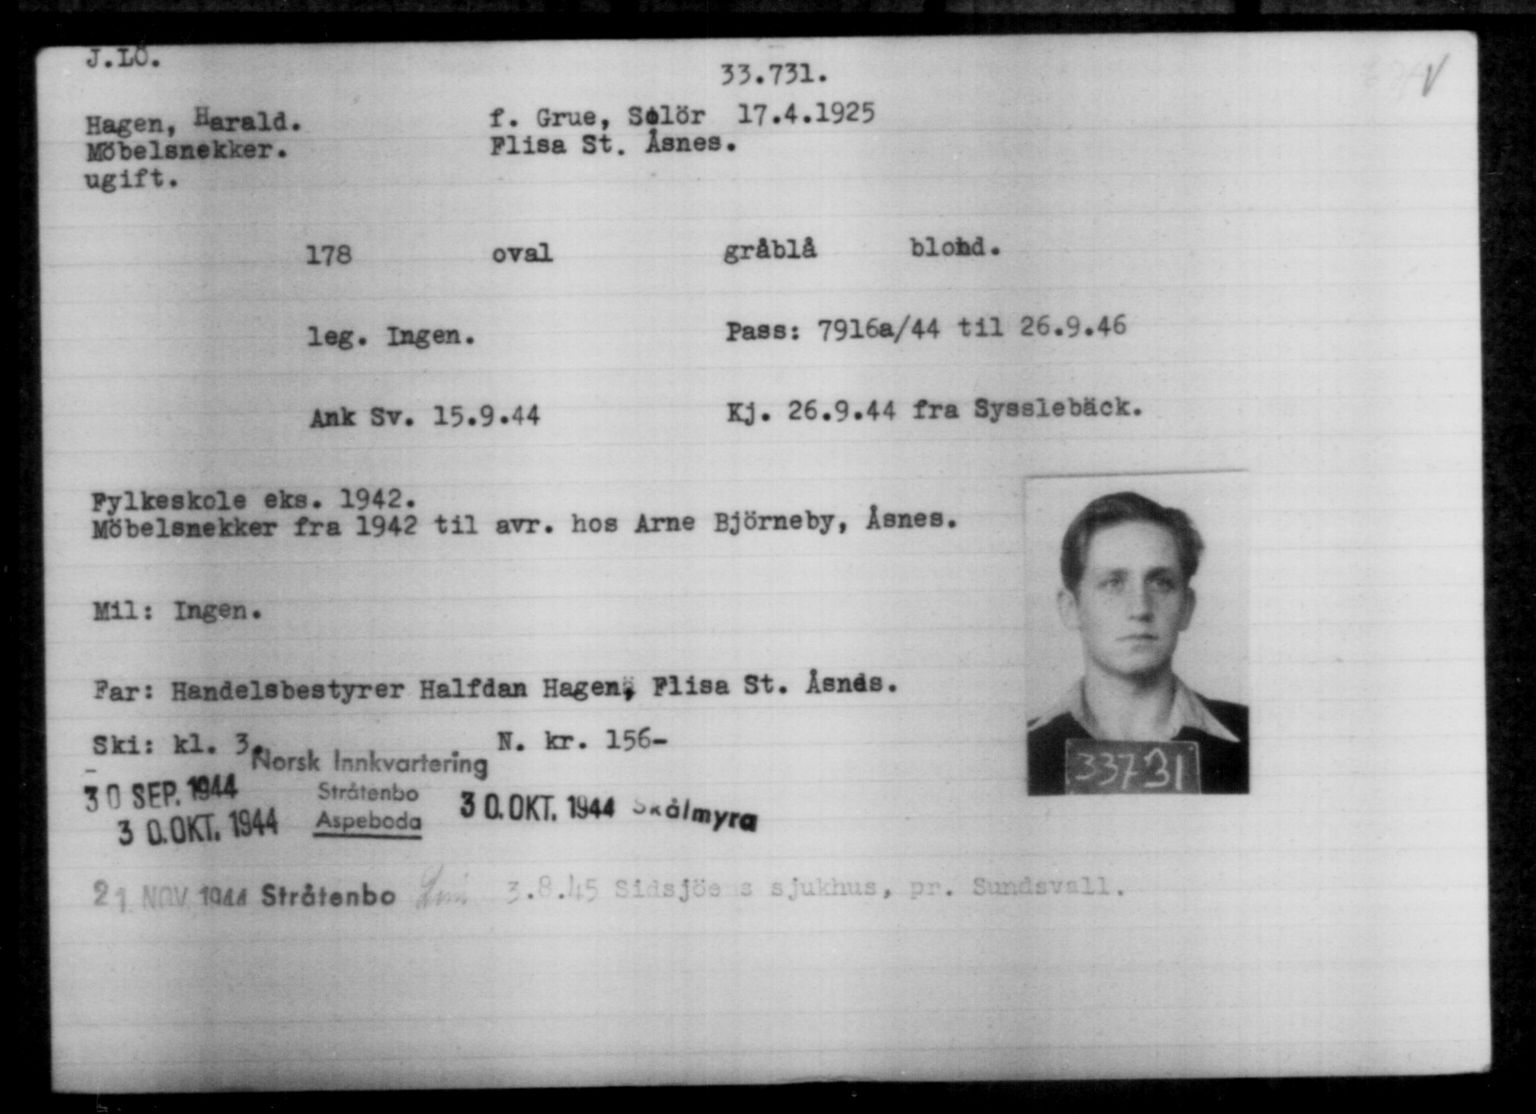 J.LÖ.
33.731.
Hagen, Harald. f. Grue, Solör 17.4.1925
Möbelsnekker. Flisa St. Åsnes.
ugift.
178 oval gråblå blond.
leg. Ingen. Pass: 7916a/44 til 26.9.46
Ank Sv. 15.9.44 Kj. 26.9.44 fra Sysslebäck.
Fylkeskole eks. 1942.
Möbelsnekker fra 1942 til avr. hos Arne Björneby, Åsnes.
Mil: Ingen.
Far: Handelsbestyrer Halfdan Hagen, Flisa St. Åsnes.
Ski: kl. 3. N. kr. 156-
Norsk Innkvartering
30 SEP. 1944 Stråtenbo
30.OKT. 1944 Aspeboda 30.OKT. 1944 Skålmyra
21 NOV 1944 Stråtenbo 3.8.45 Sidsjöens sjukhus, pr. Sundsvall.
33731